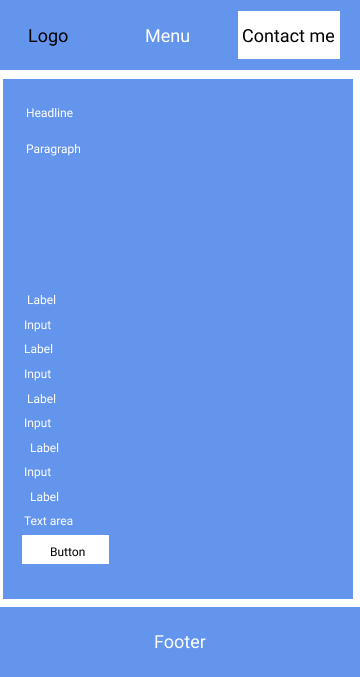 Logo Menu Contact me
Headline
Paragraph
Label
Input
Label
Input
Label
Input
Label
Input
Label
Text area
Button
Footer